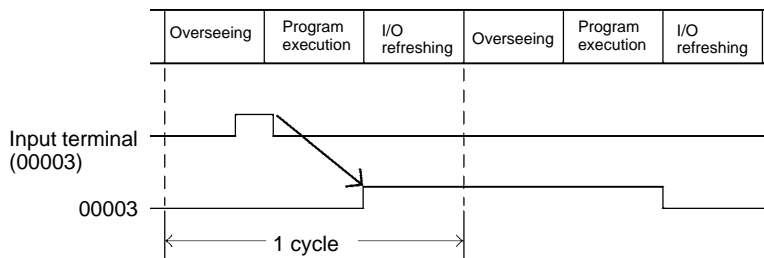 Overseeing
Program
execution
I/O
refreshing
Overseeing
Program
execution
I/O
refreshing
Input terminal
(00003)
00003
1 cycle